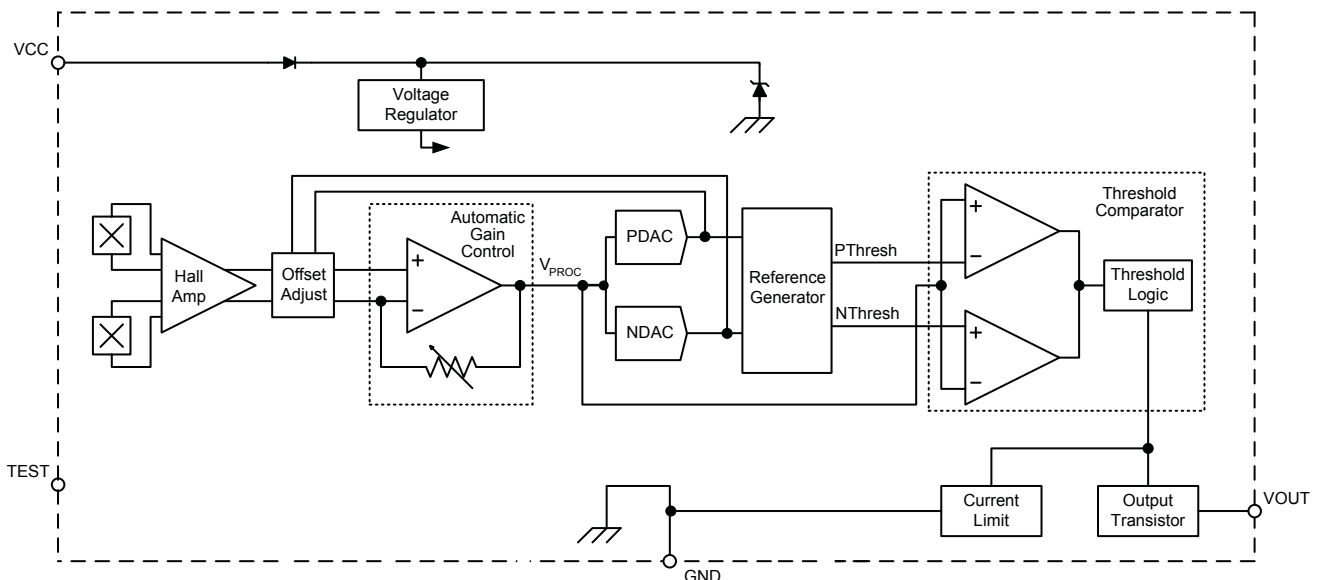 VCC
Voltage
Regulator
Hall
Amp
Offset
Adjust
Automatic
Gain
Control
+
−
VPROC
PDAC
NDAC
Reference
Generator
PThresh
NThresh
Threshold
Comparator
+
−
+
−
Threshold
Logic
TEST
Current
Limit
Output
Transistor
VOUT
GND